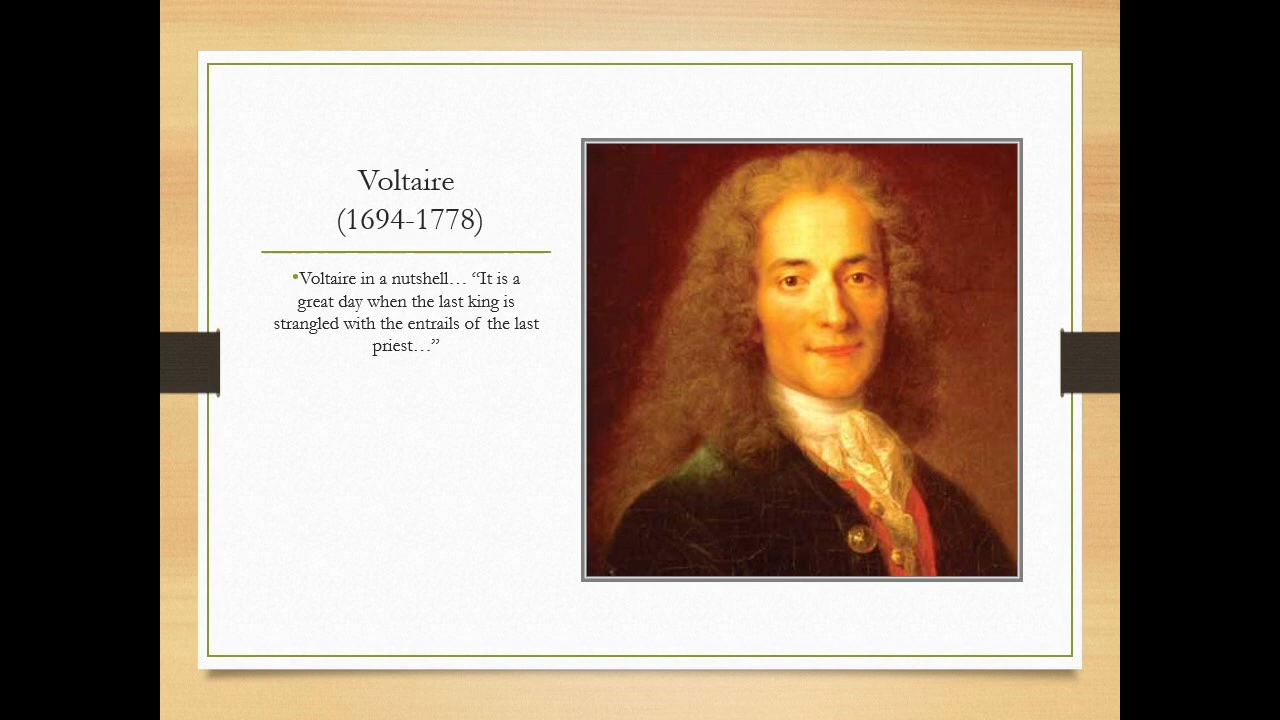 Voltaire
(1694-1778)
•Voltaire in a nutshell… “It is a
great day when the last king is
strangled with the entrails of the last
priest…”